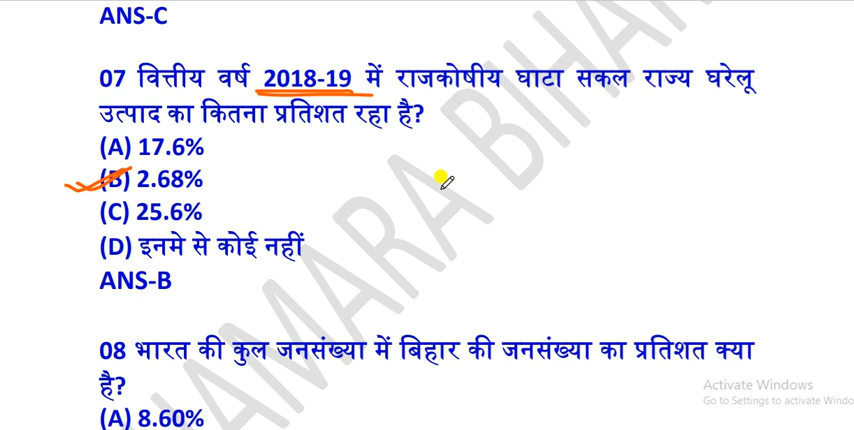 ANS-C
07 वित्तीय वर्ष 2018-19 में राजकोषीय घाटा सकल राज्य घरेलू
उत्पाद का कितना प्रतिशत रहा है?
(A) 17.6%
(B) 2.68%
(C) 25.6%
(D) इनमे से कोई नहीं
ANS-B
08 भारत की कुल जनसंख्या में बिहार की जनसंख्या का प्रतिशत क्या
है?
(A) 8.60%
HAMARA BIHAR
Activate Windows
Go to Settings to activate Windo